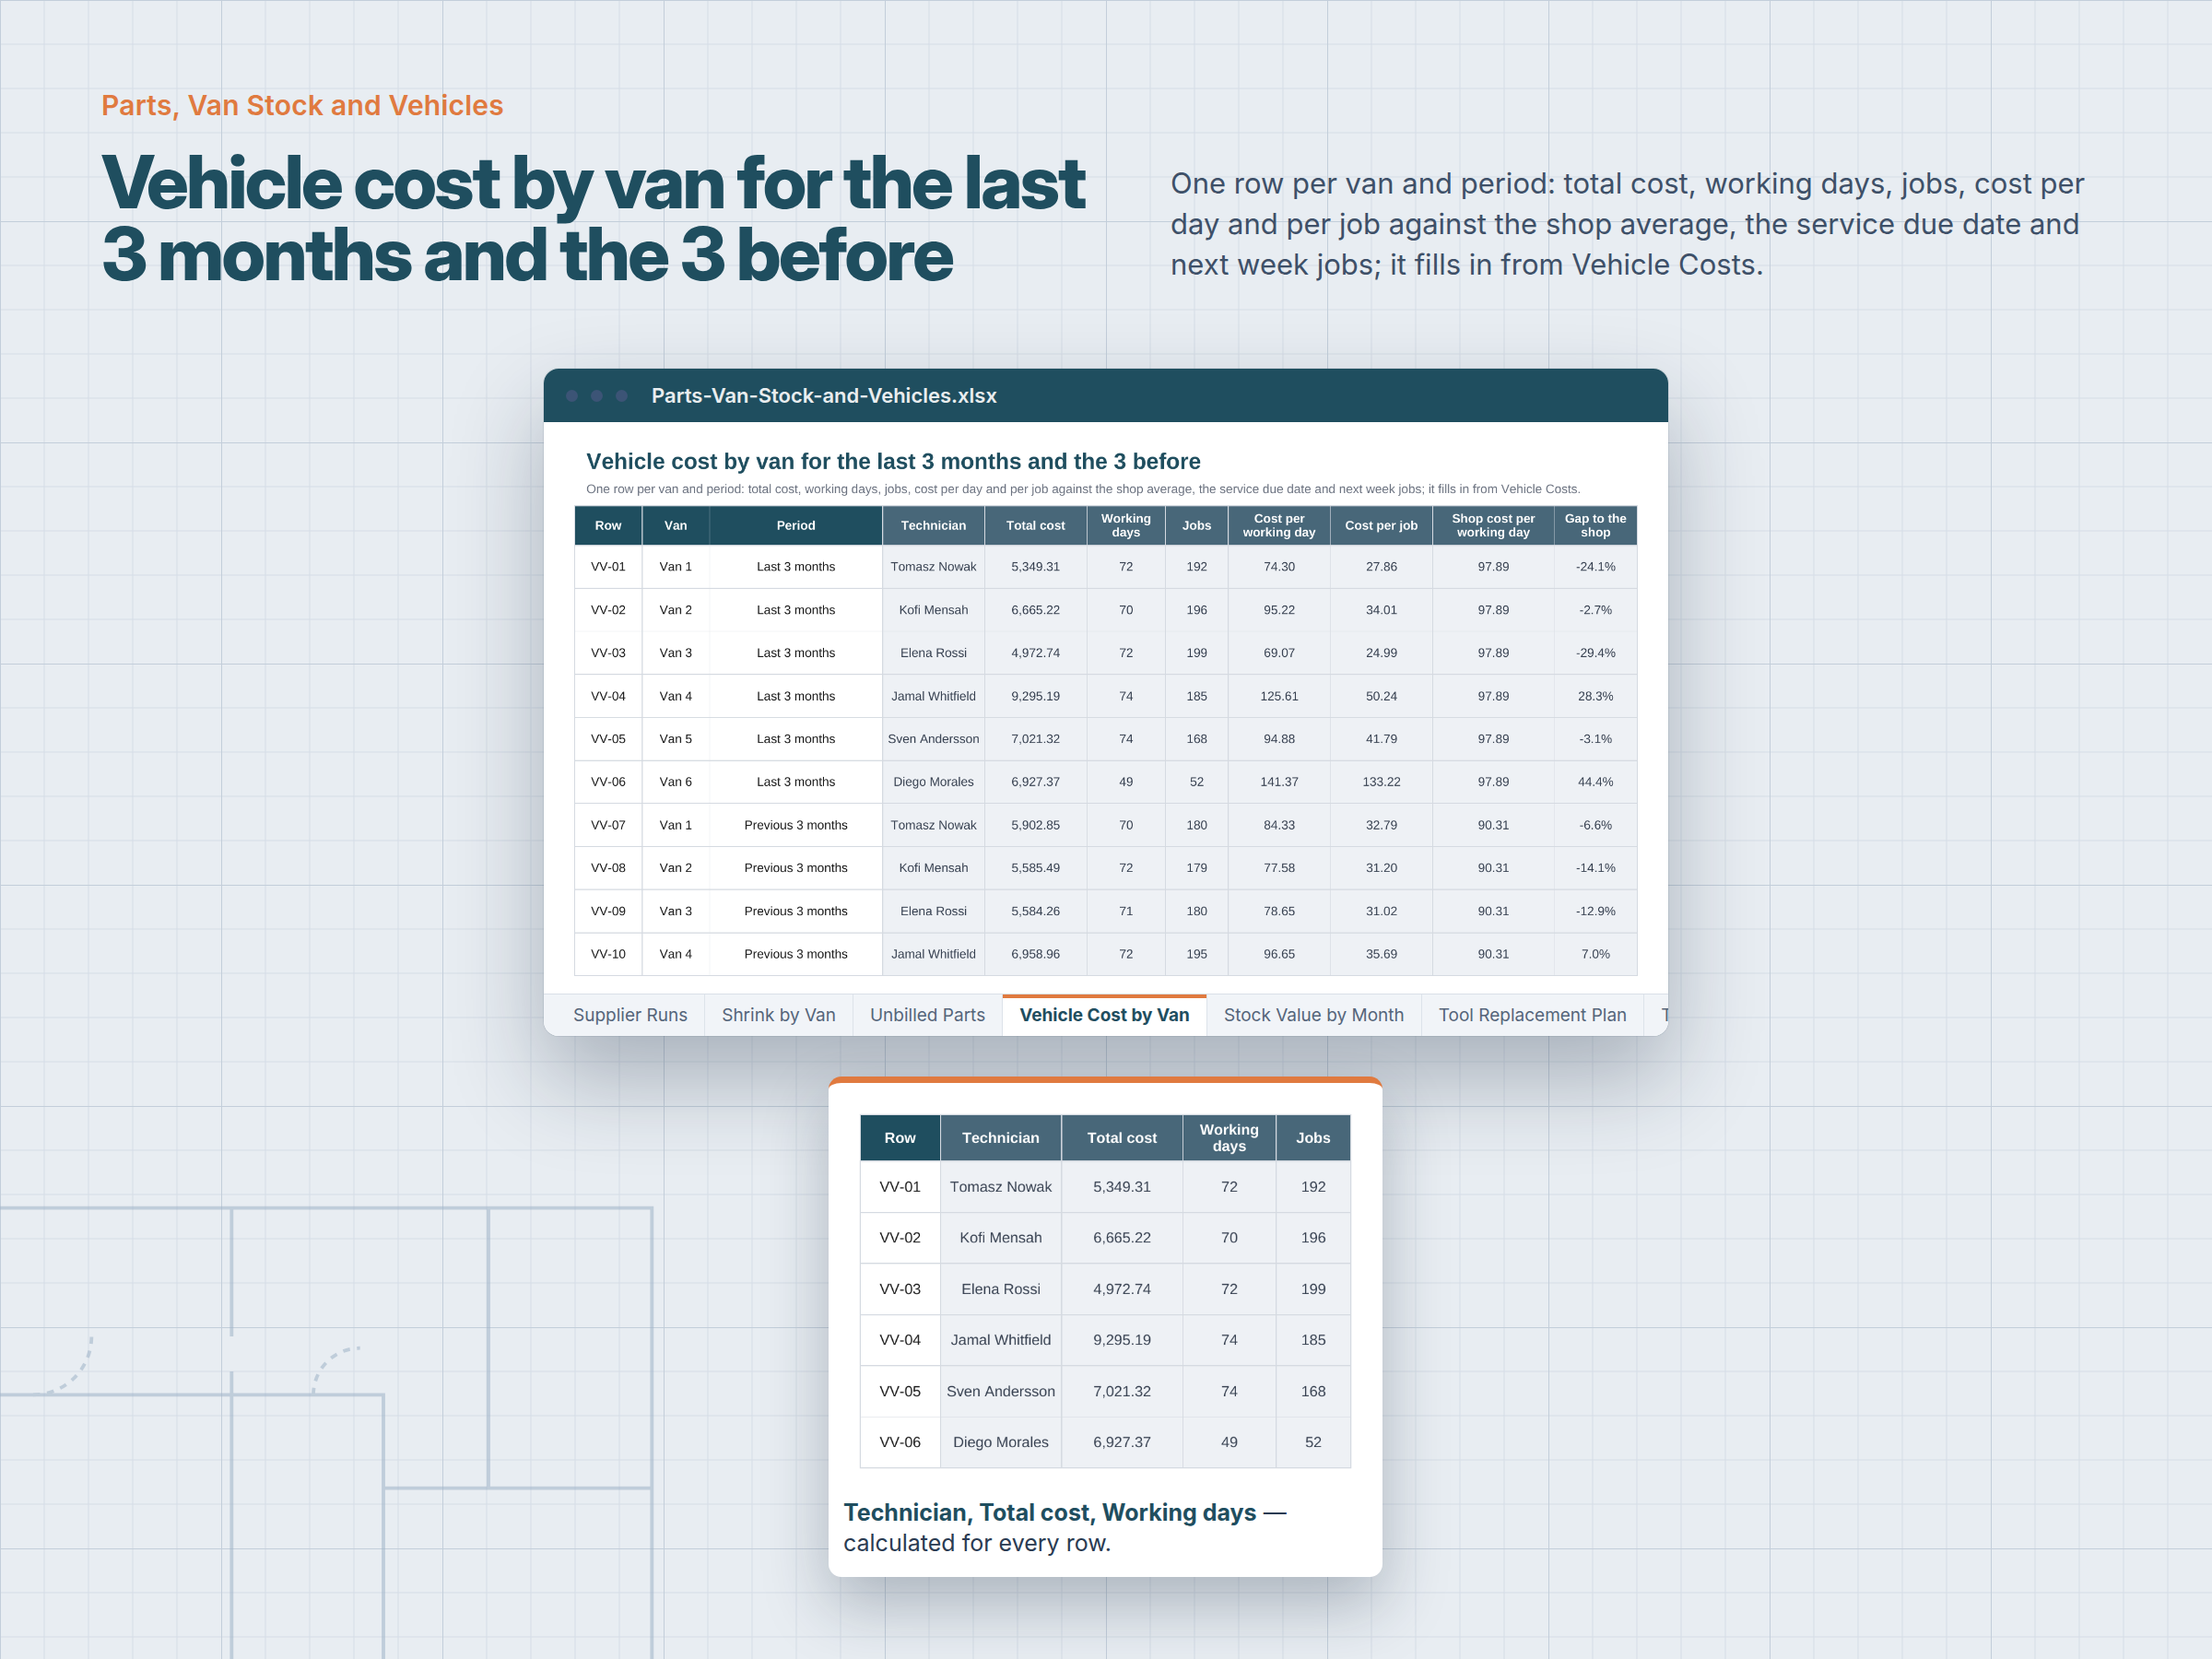 Parts, Van Stock and Vehicles
Vehicle cost by van for the last
3 months and the 3 before
One row per van and period: total cost, working days, jobs, cost per
day and per job against the shop average, the service due date and
next week jobs; it fills in from Vehicle Costs.
Parts-Van-Stock-and-Vehicles.xlsx
Vehicle cost by van for the last 3 months and the 3 before
One row per van and period: total cost, working days, jobs, cost per day and per job against the shop average, the service due date and next week jobs; it fills in from Vehicle Costs.
Row Van Period Technician Total cost Working days Jobs Cost per working day Cost per job Shop cost per working day Gap to the shop
VV-01 Van 1 Last 3 months Tomasz Nowak 5,349.31 72 192 74.30 27.86 97.89 -24.1%
VV-02 Van 2 Last 3 months Kofi Mensah 6,665.22 70 196 95.22 34.01 97.89 -2.7%
VV-03 Van 3 Last 3 months Elena Rossi 4,972.74 72 199 69.07 24.99 97.89 -29.4%
VV-04 Van 4 Last 3 months Jamal Whitfield 9,295.19 74 185 125.61 50.24 97.89 28.3%
VV-05 Van 5 Last 3 months Sven Andersson 7,021.32 74 168 94.88 41.79 97.89 -3.1%
VV-06 Van 6 Last 3 months Diego Morales 6,927.37 49 52 141.37 133.22 97.89 44.4%
VV-07 Van 1 Previous 3 months Tomasz Nowak 5,902.85 70 180 84.33 32.79 90.31 -6.6%
VV-08 Van 2 Previous 3 months Kofi Mensah 5,585.49 72 179 77.58 31.20 90.31 -14.1%
VV-09 Van 3 Previous 3 months Elena Rossi 5,584.26 71 180 78.65 31.02 90.31 -12.9%
VV-10 Van 4 Previous 3 months Jamal Whitfield 6,958.96 72 195 96.65 35.69 90.31 7.0%
Supplier Runs Shrink by Van Unbilled Parts Vehicle Cost by Van Stock Value by Month Tool Replacement Plan
Row Technician Total cost Working days Jobs
VV-01 Tomasz Nowak 5,349.31 72 192
VV-02 Kofi Mensah 6,665.22 70 196
VV-03 Elena Rossi 4,972.74 72 199
VV-04 Jamal Whitfield 9,295.19 74 185
VV-05 Sven Andersson 7,021.32 74 168
VV-06 Diego Morales 6,927.37 49 52
Technician, Total cost, Working days —
calculated for every row.